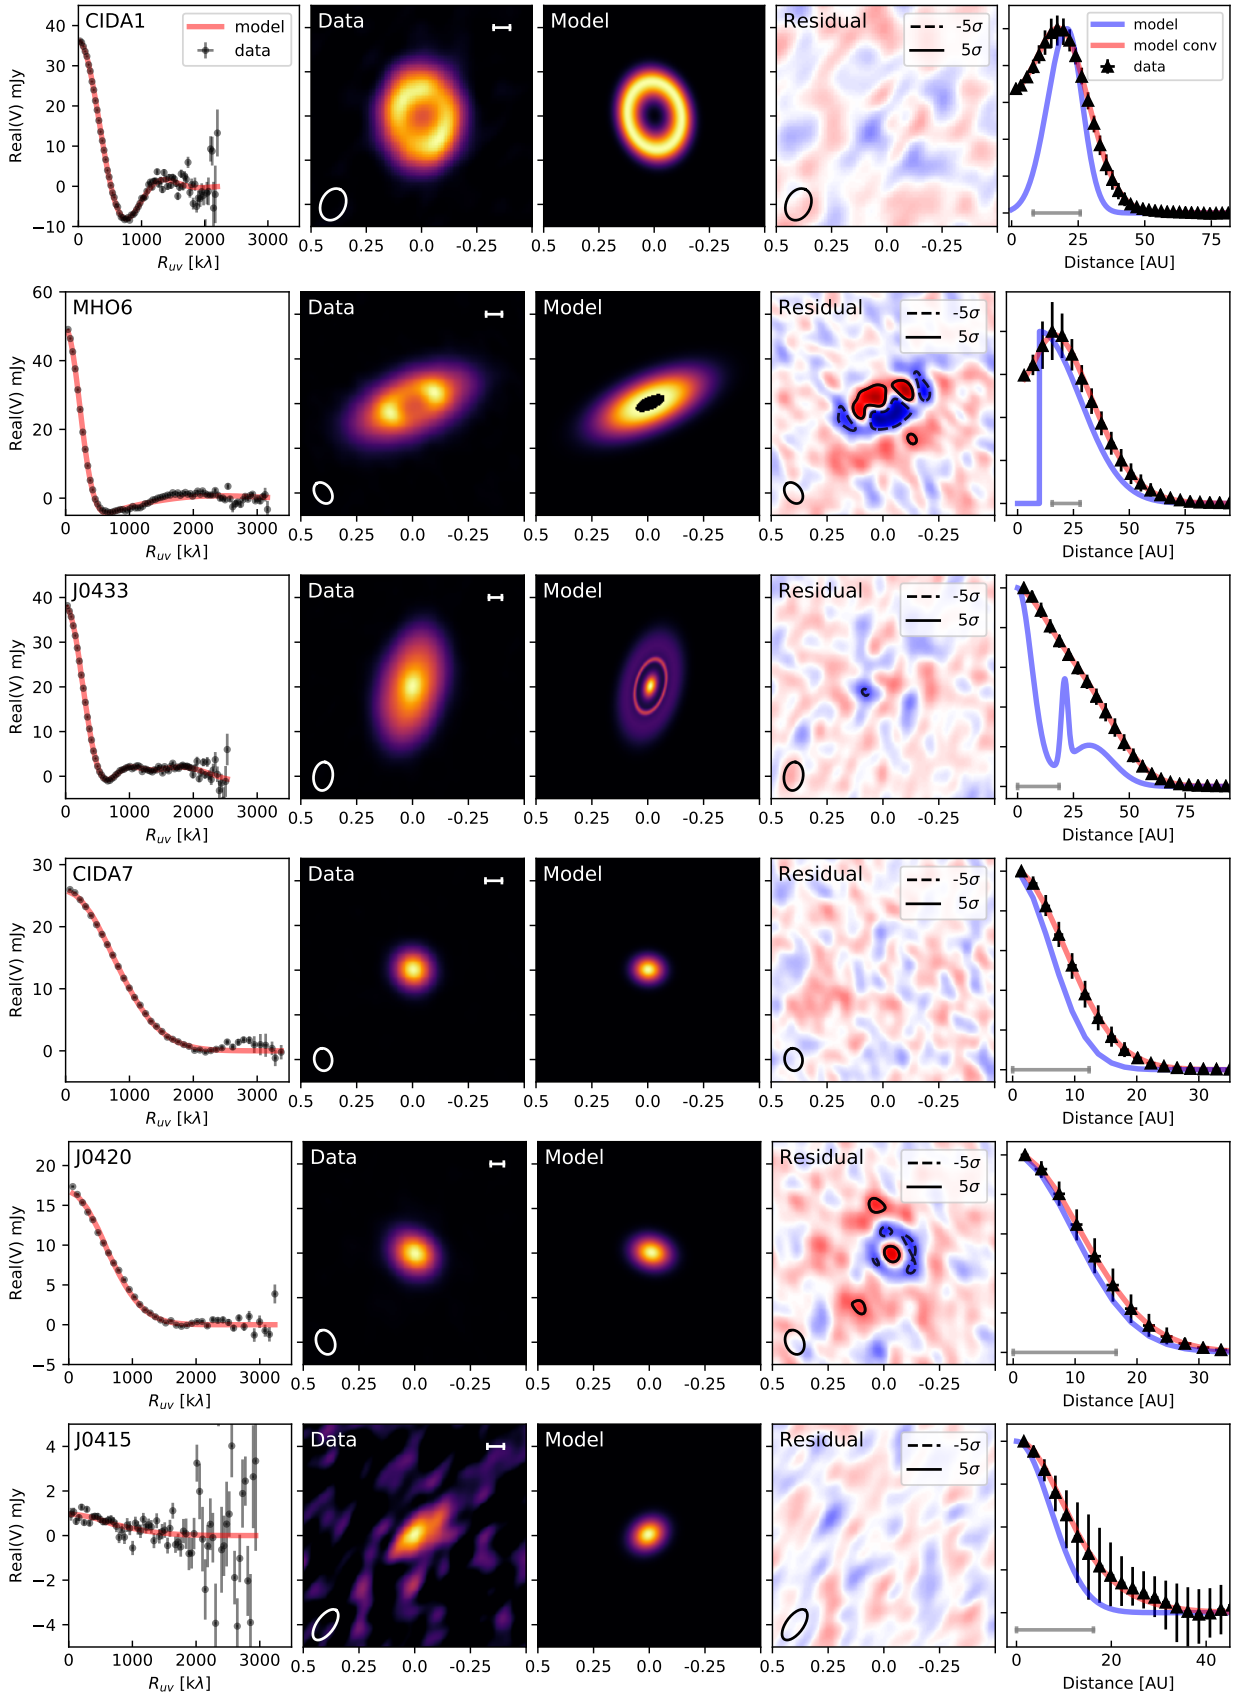 CIDA1
model
data
Real(V) mJy
40
30
20
10
0
−10
0 1000 2000 3000
R_uv [kλ]
Data
0.5 0.25 0.0 -0.25
Model
0.25 0.0 -0.25
Residual
-5σ
5σ
0.5 0.25 0.0 -0.25
model
model conv
data
0 25 50 75
Distance [AU]
MHO6
Real(V) mJy
60
40
20
0
0 1000 2000 3000
R_uv [kλ]
Data
0.5 0.25 0.0 -0.25
Model
0.25 0.0 -0.25
Residual
-5σ
5σ
0.5 0.25 0.0 -0.25
0 25 50 75
Distance [AU]
J0433
Real(V) mJy
40
30
20
10
0
0 1000 2000 3000
R_uv [kλ]
Data
0.5 0.25 0.0 -0.25
Model
0.25 0.0 -0.25
Residual
-5σ
5σ
0.5 0.25 0.0 -0.25
0 25 50 75
Distance [AU]
CIDA7
Real(V) mJy
30
20
10
0
0 1000 2000 3000
R_uv [kλ]
Data
0.5 0.25 0.0 -0.25
Model
0.25 0.0 -0.25
Residual
-5σ
5σ
0.5 0.25 0.0 -0.25
0 10 20 30
Distance [AU]
J0420
Real(V) mJy
20
15
10
5
0
−5
0 1000 2000 3000
R_uv [kλ]
Data
0.5 0.25 0.0 -0.25
Model
0.25 0.0 -0.25
Residual
-5σ
5σ
0.5 0.25 0.0 -0.25
0 10 20 30
Distance [AU]
J0415
Real(V) mJy
4
2
0
−2
−4
0 1000 2000 3000
R_uv [kλ]
Data
0.5 0.25 0.0 -0.25
Model
0.25 0.0 -0.25
Residual
-5σ
5σ
0.5 0.25 0.0 -0.25
0 20 40
Distance [AU]